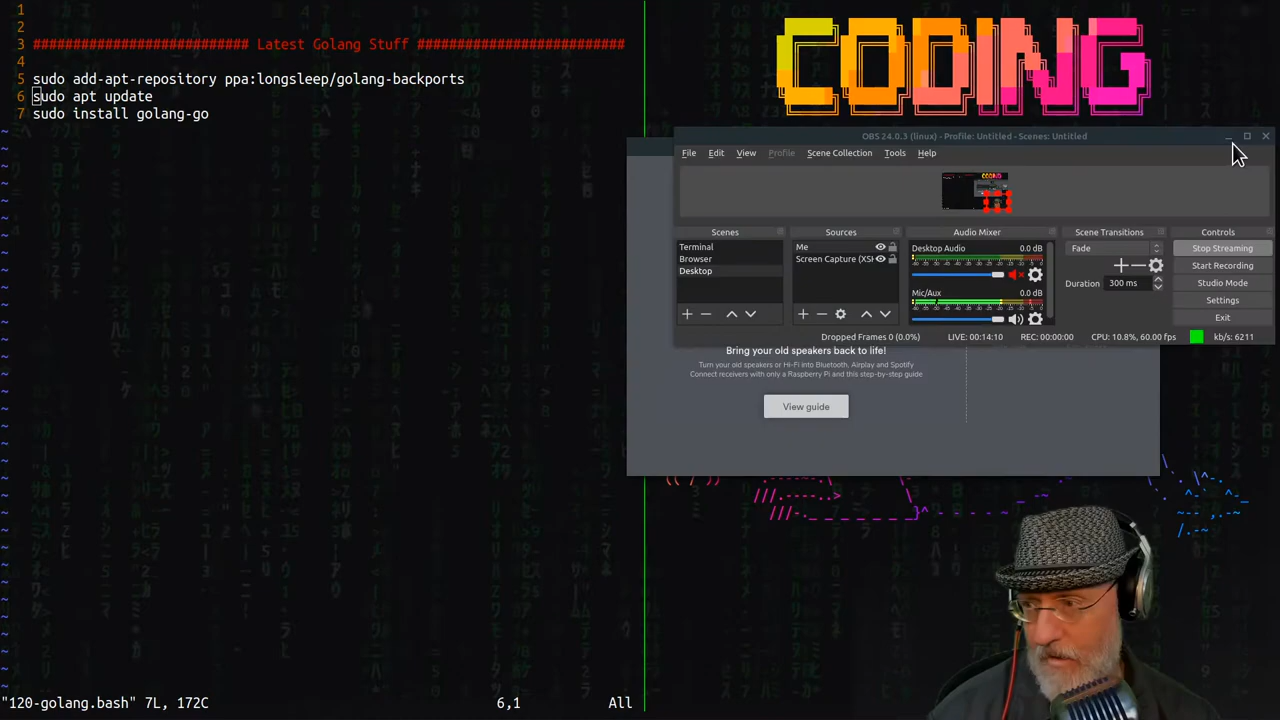 1
2
3 ########################### Latest Golang Stuff ##########################
4
5 sudo add-apt-repository ppa:longsleep/golang-backports
6 sudo apt update
7 sudo install golang-go
~
"120-golang.bash" 7L, 172C
6,1
All
CODING
OBS 24.0.3 (linux) - Profile: Untitled - Scenes: Untitled
File Edit View Profile Scene Collection Tools Help
Scenes
Terminal
Browser
Desktop
Sources
Me
Screen Capture (XSH
Audio Mixer
Desktop Audio 0.0 dB
Mic/Aux 0.0 dB
Scene Transitions
Fade
Duration 300 ms
Controls
Stop Streaming
Start Recording
Studio Mode
Settings
Exit
Dropped Frames 0 (0.0%) LIVE: 00:14:10 REC: 00:00:00 CPU: 10.8%, 60.00 fps kb/s: 6211
Bring your old speakers back to life!
Turn your old speakers or Hi-Fi into Bluetooth, Airplay and Spotify
Connect receivers with only a Raspberry Pi and this step-by-step guide
View guide